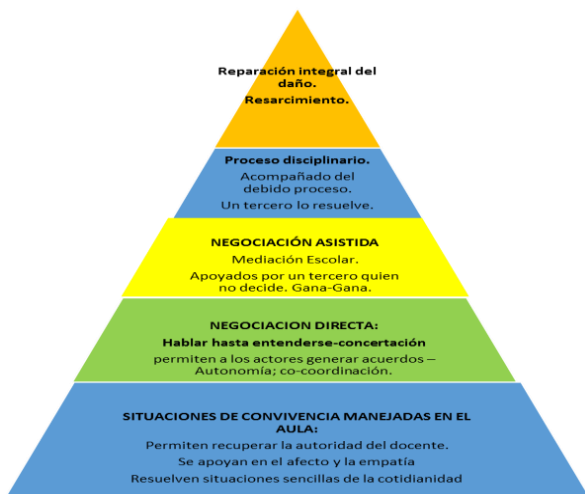 Reparación integral del
daño.
Resarcimiento.
Proceso disciplinario.
Acompañado del
debido proceso.
Un tercero lo resuelve.
NEGOCIACIÓN ASISTIDA
Mediación Escolar.
Apoyados por un tercero quien
no decide. Gana-Gana.
NEGOCIACION DIRECTA:
Hablar hasta entenderse-concertación
permiten a los actores generar acuerdos –
Autonomía; co-coordinación.
SITUACIONES DE CONVIVENCIA MANEJADAS EN EL
AULA:
Permiten recuperar la autoridad del docente.
Se apoyan en el afecto y la empatía
Resuelven situaciones sencillas de la cotidianidad